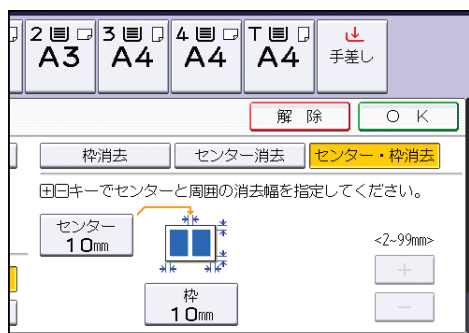 2 3 4 T
A3 A4 A4 A4 手差し
解 除 O K
枠消去 センター消去 センター・枠消去
+-キーでセンターと周囲の消去幅を指定してください。
センター
10mm
<2~99mm>
+
枠
10mm
-